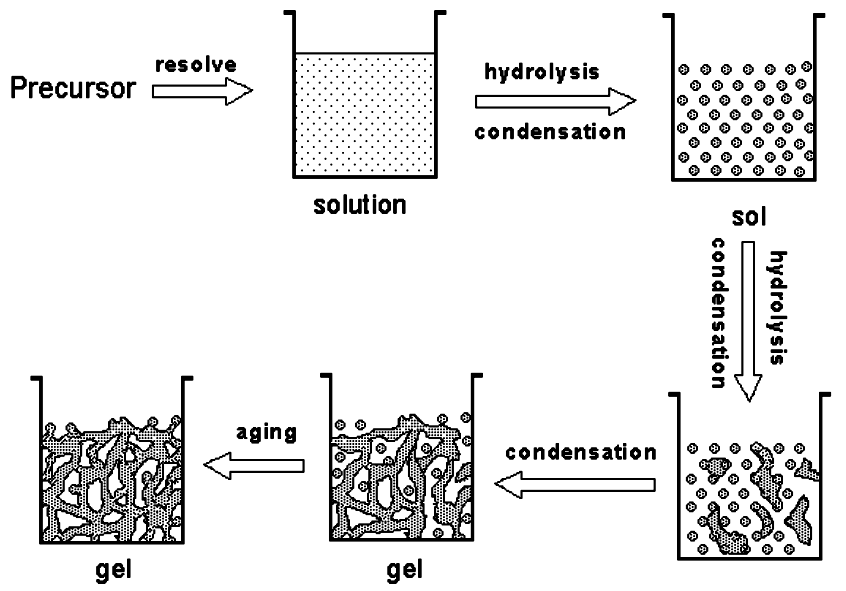 Precursor
resolve
solution
hydrolysis
condensation
sol
hydrolysis
condensation
condensation
gel
aging
gel